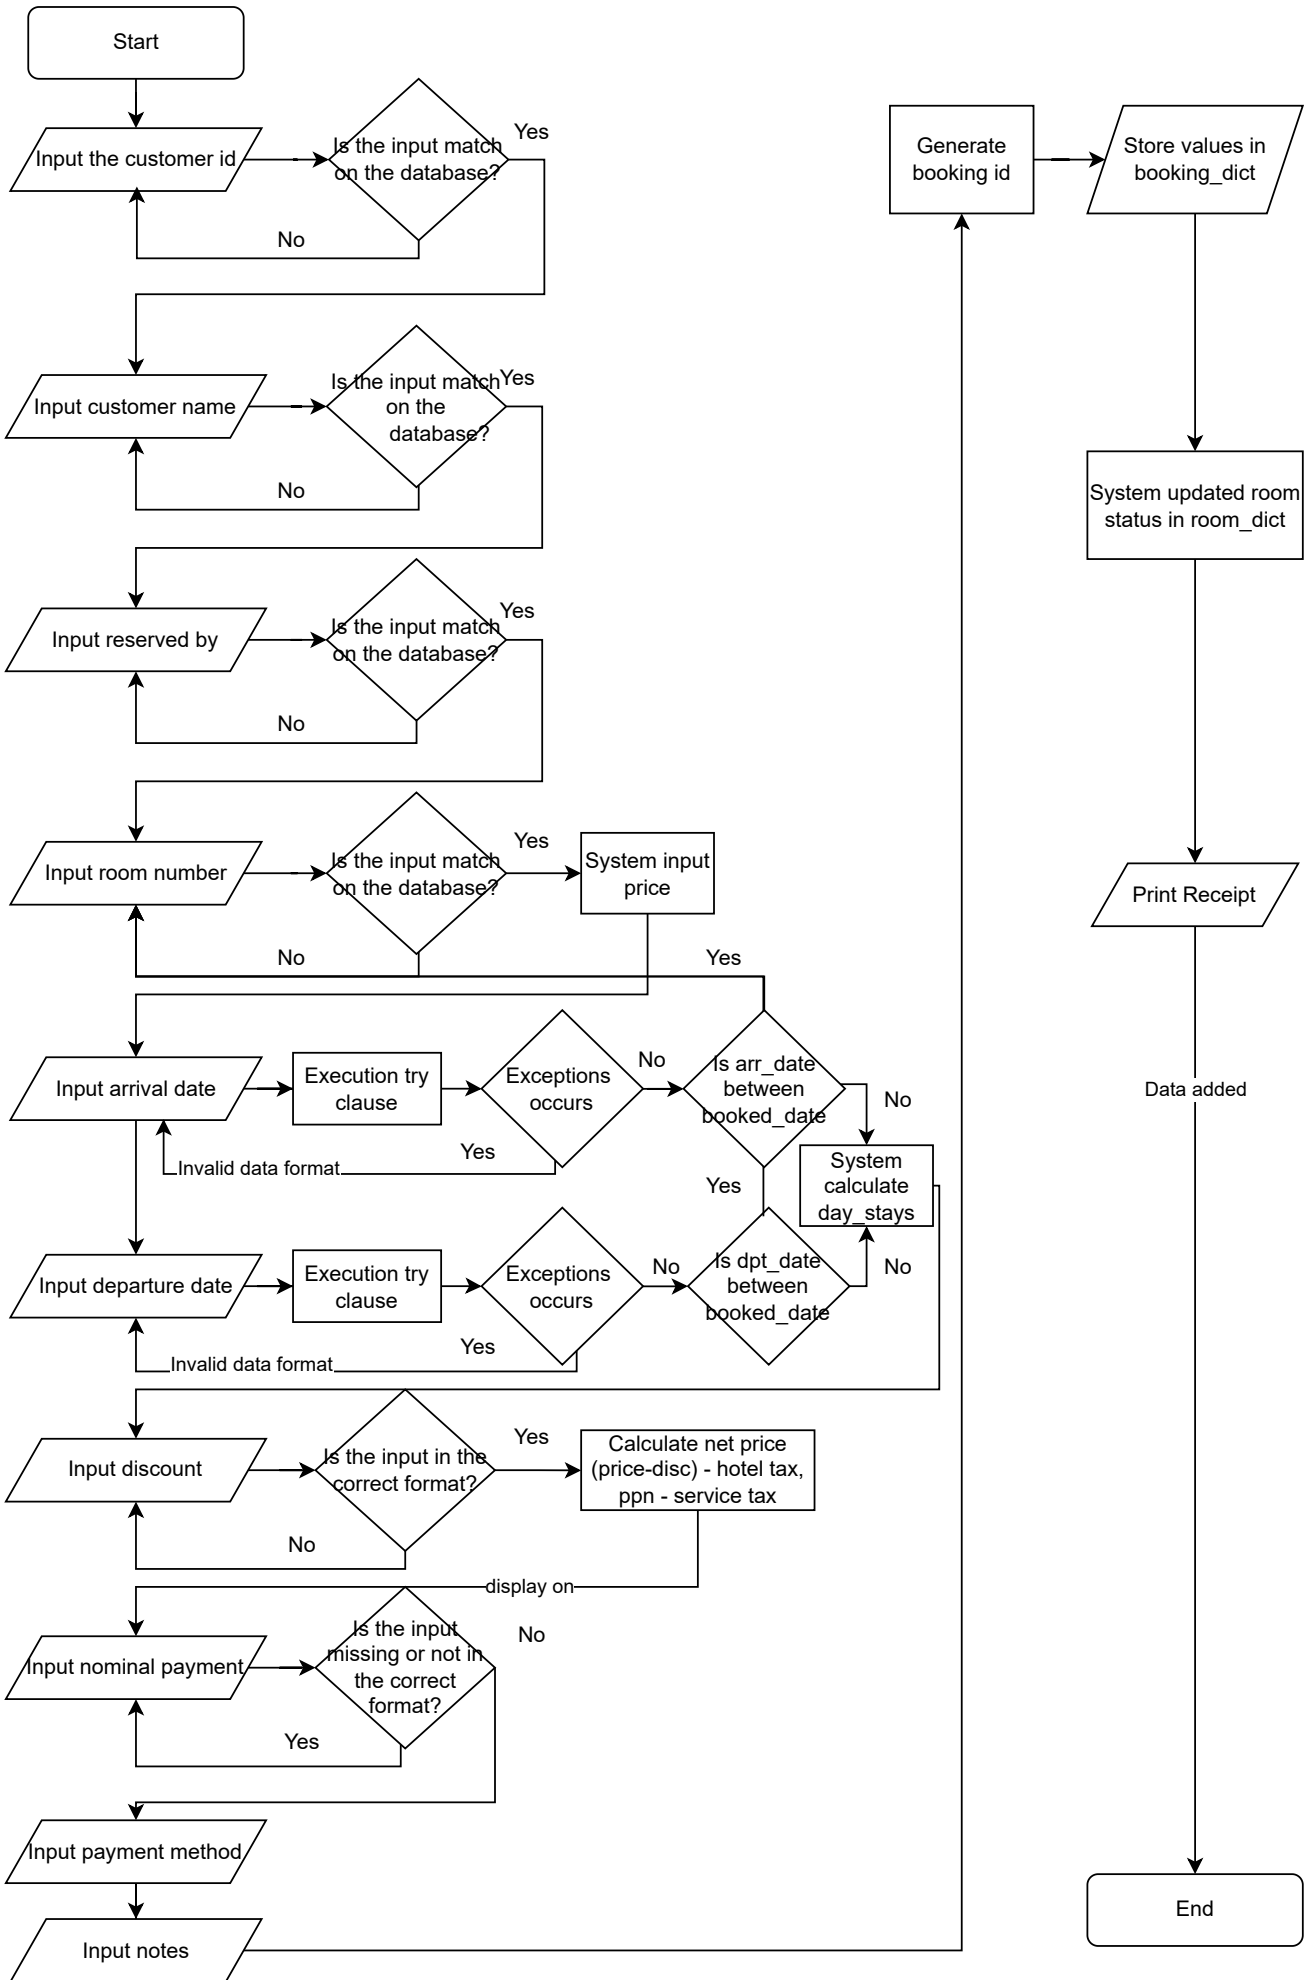 Start
Input the customer id
Is the input match
on the database?
Yes
No
Input customer name
Is the input match
on the
database?
Yes
No
Input reserved by
Is the input match
on the database?
Yes
No
Input room number
Is the input match
on the database?
Yes
System input
price
No
Yes
Input arrival date
Execution try
clause
Exceptions
occurs
No
Is arr_date
between
booked_date
No
Yes
Invalid data format
System
calculate
day_stays
Yes
Input departure date
Execution try
clause
Exceptions
occurs
No
Is dpt_date
between
booked_date
No
Yes
Invalid data format
Input discount
Is the input in the
correct format?
Yes
Calculate net price
(price-disc) - hotel tax,
ppn - service tax
No
display on
Input nominal payment
Is the input
missing or not in
the correct
format?
No
Yes
Input payment method
Input notes
Generate
booking id
Store values in
booking_dict
System updated room
status in room_dict
Print Receipt
Data added
End